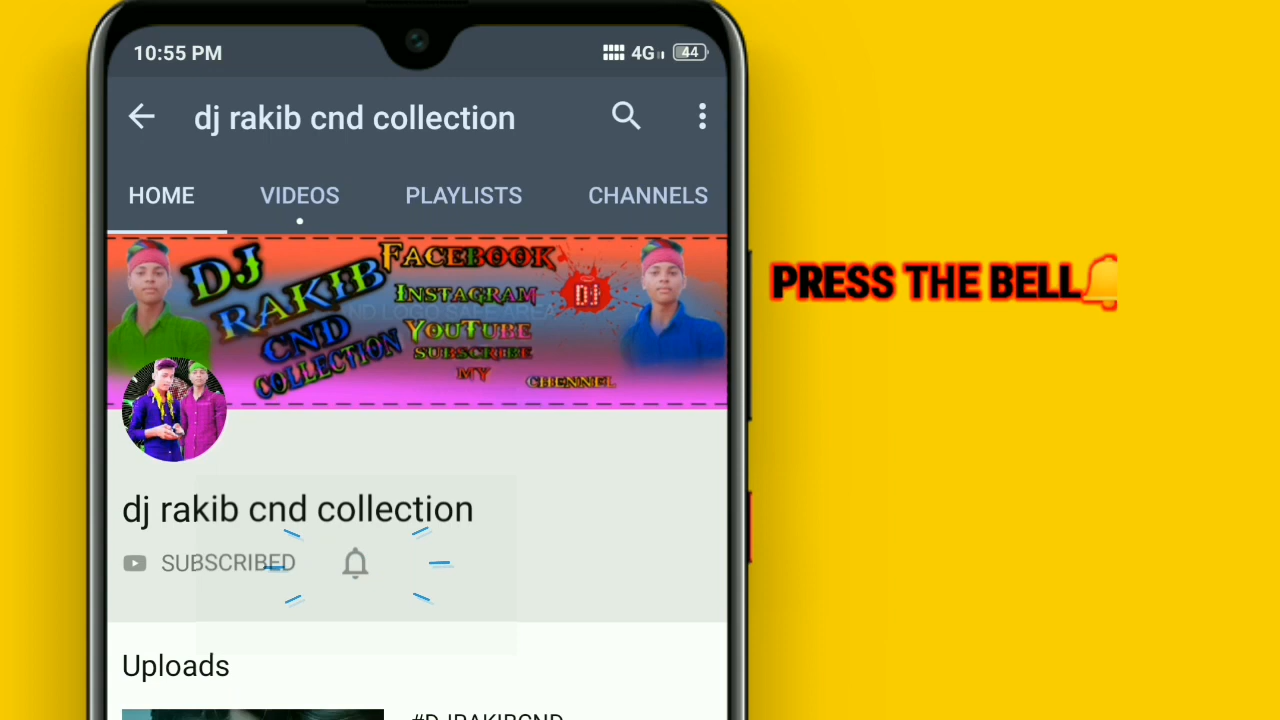 10:55 PM
4G 44
dj rakib cnd collection
HOME VIDEOS PLAYLISTS CHANNELS
DJ
RAKIB
CND
COLLECTION
FACEBOOK
INSTAGRAM
YOUTUBE
SUBSCRIBE
MY
CHENNEL
DJ
PRESS THE BELL🔔
dj rakib cnd collection
SUBSCRIBED
Uploads
#DJRAKIBCND